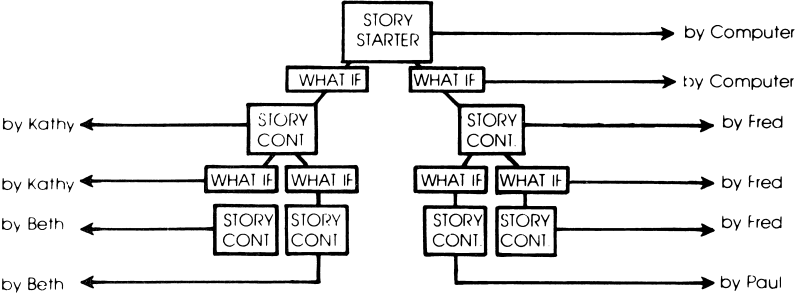 STORY
STARTER
by Computer
WHAT IF
WHAT IF
by Computer
by Kathy
STORY
CONT
STORY
CONT.
by Fred
by Kathy
WHAT IF
WHAT IF
WHAT IF
WHAT IF
by Fred
by Beth
STORY
CONT
STORY
CONT
STORY
CONT.
STORY
CONT
by Fred
by Beth
by Paul